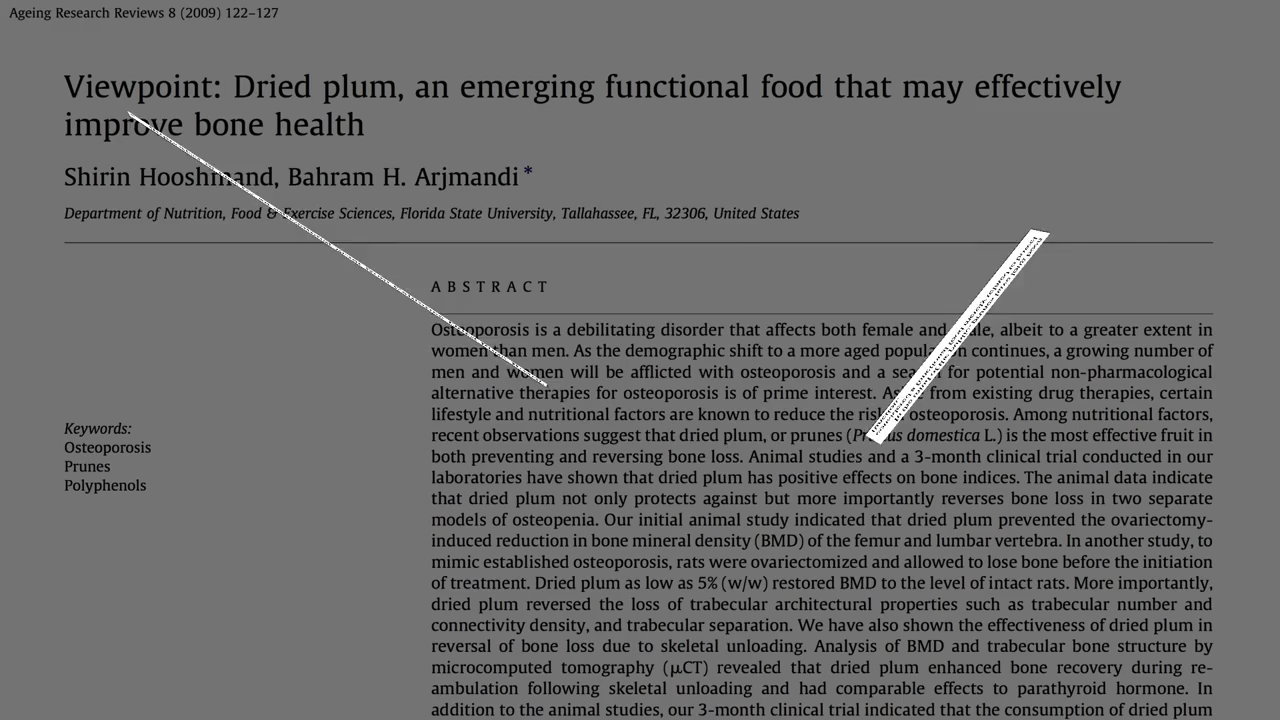 Ageing Research Reviews 8 (2009) 122–127
Viewpoint: Dried plum, an emerging functional food that may effectively
improve bone health
Shirin Hooshmand, Bahram H. Arjmandi *
Department of Nutrition, Food & Exercise Sciences, Florida State University, Tallahassee, FL, 32306, United States
ABSTRACT
Keywords:
Osteoporosis
Prunes
Polyphenols
Osteoporosis is a debilitating disorder that affects both female and male, albeit to a greater extent in
women than men. As the demographic shift to a more aged population continues, a growing number of
men and women will be afflicted with osteoporosis and a search for potential non-pharmacological
alternative therapies for osteoporosis is of prime interest. Aside from existing drug therapies, certain
lifestyle and nutritional factors are known to reduce the risk of osteoporosis. Among nutritional factors,
recent observations suggest that dried plum, or prunes (Prunus domestica L.) is the most effective fruit in
both preventing and reversing bone loss. Animal studies and a 3-month clinical trial conducted in our
laboratories have shown that dried plum has positive effects on bone indices. The animal data indicate
that dried plum not only protects against but more importantly reverses bone loss in two separate
models of osteopenia. Our initial animal study indicated that dried plum prevented the ovariectomy-
induced reduction in bone mineral density (BMD) of the femur and lumbar vertebra. In another study, to
mimic established osteoporosis, rats were ovariectomized and allowed to lose bone before the initiation
of treatment. Dried plum as low as 5% (w/w) restored BMD to the level of intact rats. More importantly,
dried plum reversed the loss of trabecular architectural properties such as trabecular number and
connectivity density, and trabecular separation. We have also shown the effectiveness of dried plum in
reversal of bone loss due to skeletal unloading. Analysis of BMD and trabecular bone structure by
microcomputed tomography (μCT) revealed that dried plum enhanced bone recovery during re-
ambulation following skeletal unloading and had comparable effects to parathyroid hormone. In
addition to the animal studies, our 3-month clinical trial indicated that the consumption of dried plum